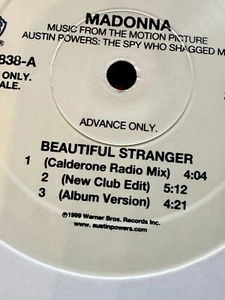 MADONNA
MUSIC FROM THE MOTION PICTURE
AUSTIN POWERS: THE SPY WHO SHAGGED M
838-A
ONLY.
ALE.
ADVANCE ONLY.
BEAUTIFUL STRANGER
1 (Calderone Radio Mix) 4:04
2 (New Club Edit) 5:12
3 (Album Version) 4:21
©1999 Warner Bros. Records Inc.
www.austinpowers.com